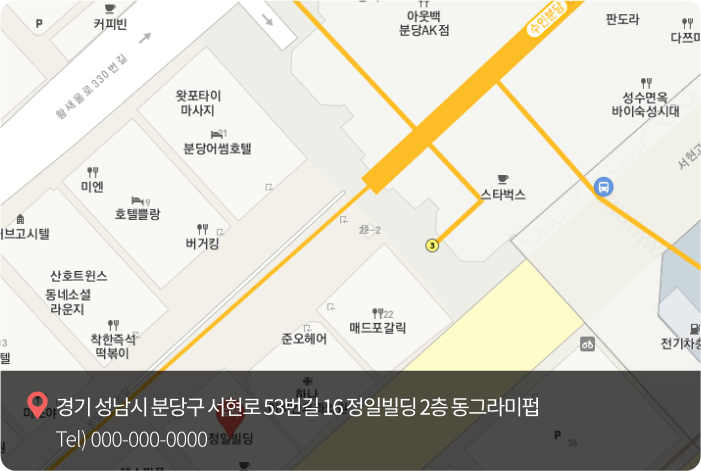 P
커피빈
아웃백
분당AK점
수인분당
판도라
다쯔미
황새울로330번길
왓포타이
마사지
21
분당어썸호텔
성수면옥
바이숙성시대
서현로
미엔
스타벅스
9
호텔쁠랑
버거킹
22-2
3
산호트윈스
동네소셜
라운지
착한즉석
떡볶이
22
매드포갈릭
준오헤어
13
텔
전기차충
하나
경기 성남시 분당구 서현로 53번길 16 정일빌딩 2층 동그라미펍
Tel) 000-000-0000
정일빌딩
P
36